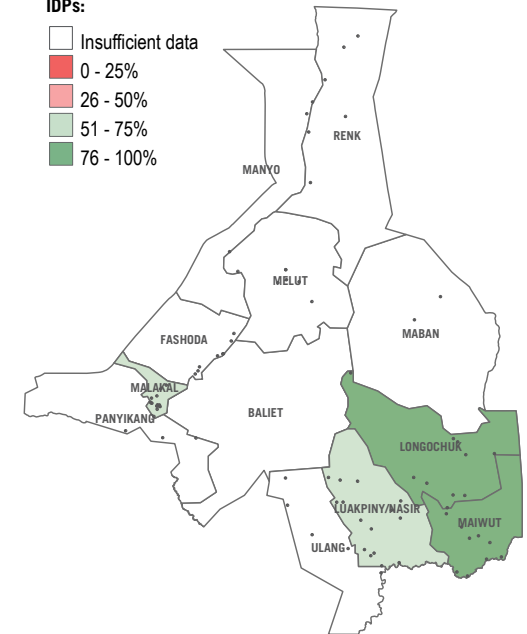 IDPs:
Insufficient data
0 - 25%
26 - 50%
51 - 75%
76 - 100%
RENK
MANYO
MELUT
MABAN
FASHODA
MALAKAL
PANYIKANG
BALIET
LONGOCHUK
LUAKPINY/NASIR
MAIWUT
ULANG